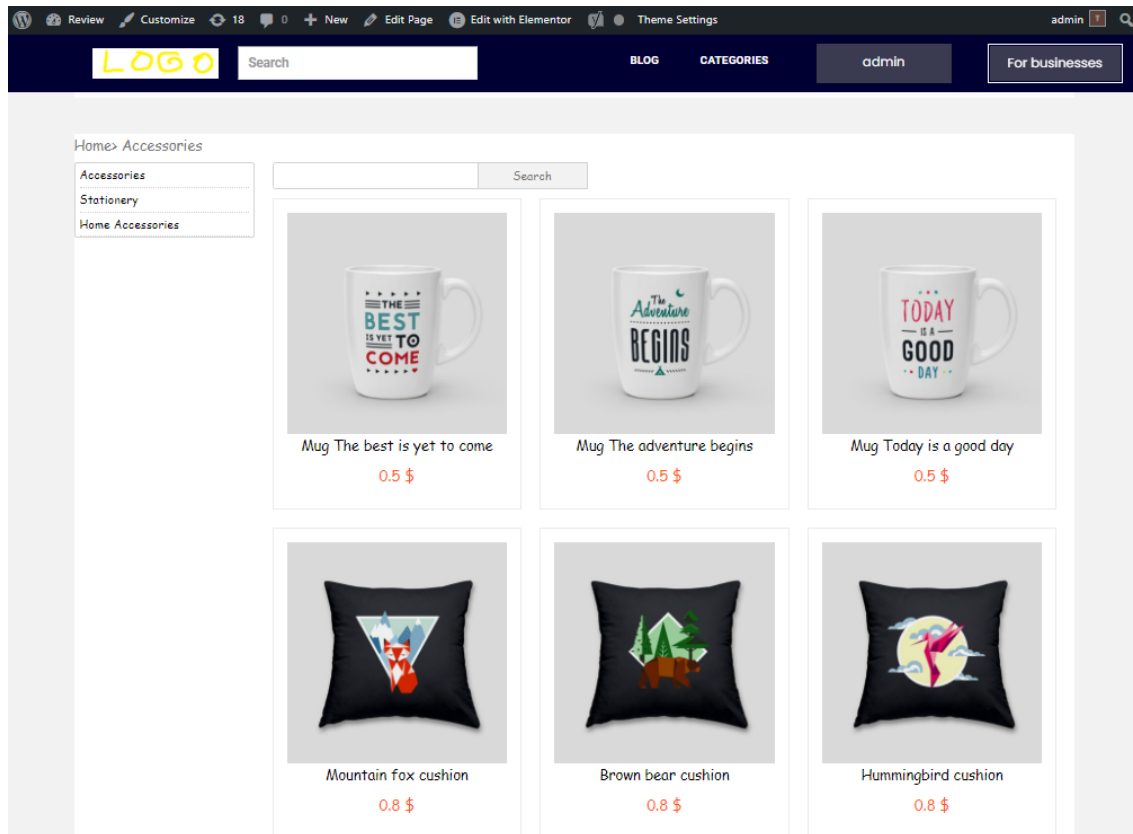 Review Customize 18 0 New Edit Page Edit with Elementor Theme Settings admin T
LOGO Search BLOG CATEGORIES admin For businesses
Home> Accessories
Accessories
Stationery
Home Accessories
Search
THE
BEST
IS YET TO
COME
The
Adventure
BEGINS
TODAY
IS A
GOOD
DAY
Mug The best is yet to come
0.5 $
Mug The adventure begins
0.5 $
Mug Today is a good day
0.5 $
Mountain fox cushion
0.8 $
Brown bear cushion
0.8 $
Hummingbird cushion
0.8 $